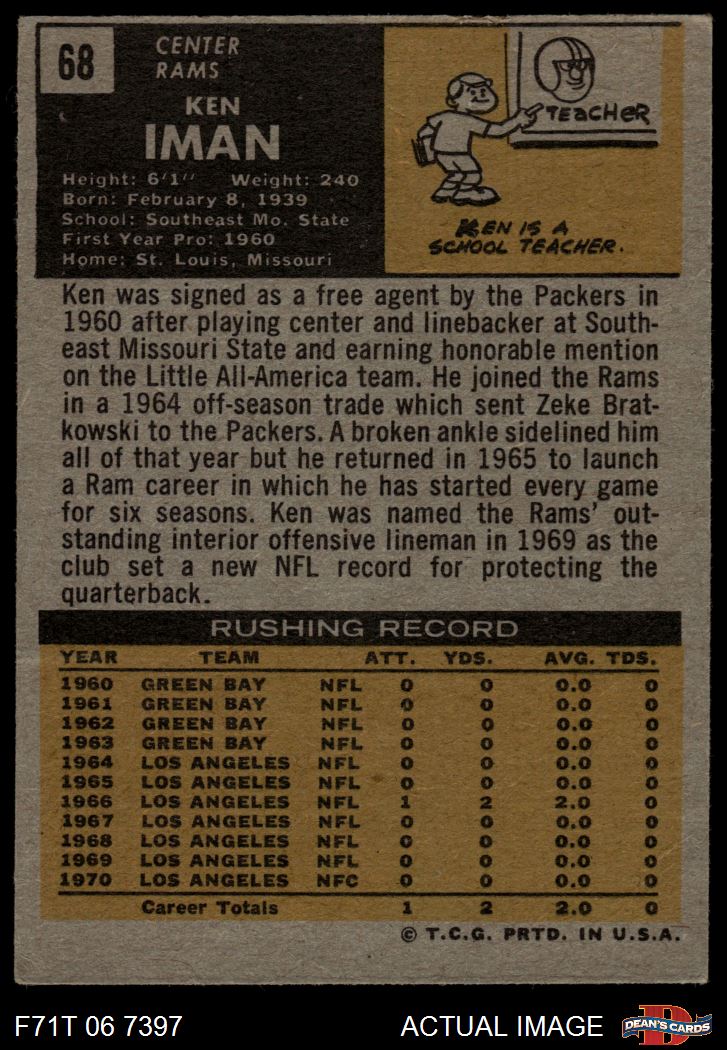 68
CENTER
RAMS
KEN
IMAN
Height: 6'1" Weight: 240
Born: February 8, 1939
School: Southeast Mo. State
First Year Pro: 1960
Home: St. Louis, Missouri
TEACHER
KEN IS A
SCHOOL TEACHER.
Ken was signed as a free agent by the Packers in
1960 after playing center and linebacker at South-
east Missouri State and earning honorable mention
on the Little All-America team. He joined the Rams
in a 1964 off-season trade which sent Zeke Brat-
kowski to the Packers. A broken ankle sidelined him
all of that year but he returned in 1965 to launch
a Ram career in which he has started every game
for six seasons. Ken was named the Rams' out-
standing interior offensive lineman in 1969 as the
club set a new NFL record for protecting the
quarterback.
RUSHING RECORD
YEAR TEAM ATT. YDS. AVG. TDS.
1960 GREEN BAY NFL 0 0 0.0 0
1961 GREEN BAY NFL 0 0 0.0 0
1962 GREEN BAY NFL 0 0 0.0 0
1963 GREEN BAY NFL 0 0 0.0 0
1964 LOS ANGELES NFL 0 0 0.0 0
1965 LOS ANGELES NFL 0 0 0.0 0
1966 LOS ANGELES NFL 1 2 2.0 0
1967 LOS ANGELES NFL 0 0 0.0 0
1968 LOS ANGELES NFL 0 0 0.0 0
1969 LOS ANGELES NFL 0 0 0.0 0
1970 LOS ANGELES NFC 0 0 0.0 0
Career Totals 1 2 2.0 0
© T.C.G. PRTD. IN U.S.A.
F71T 06 7397 ACTUAL IMAGE D DEAN'S CARDS